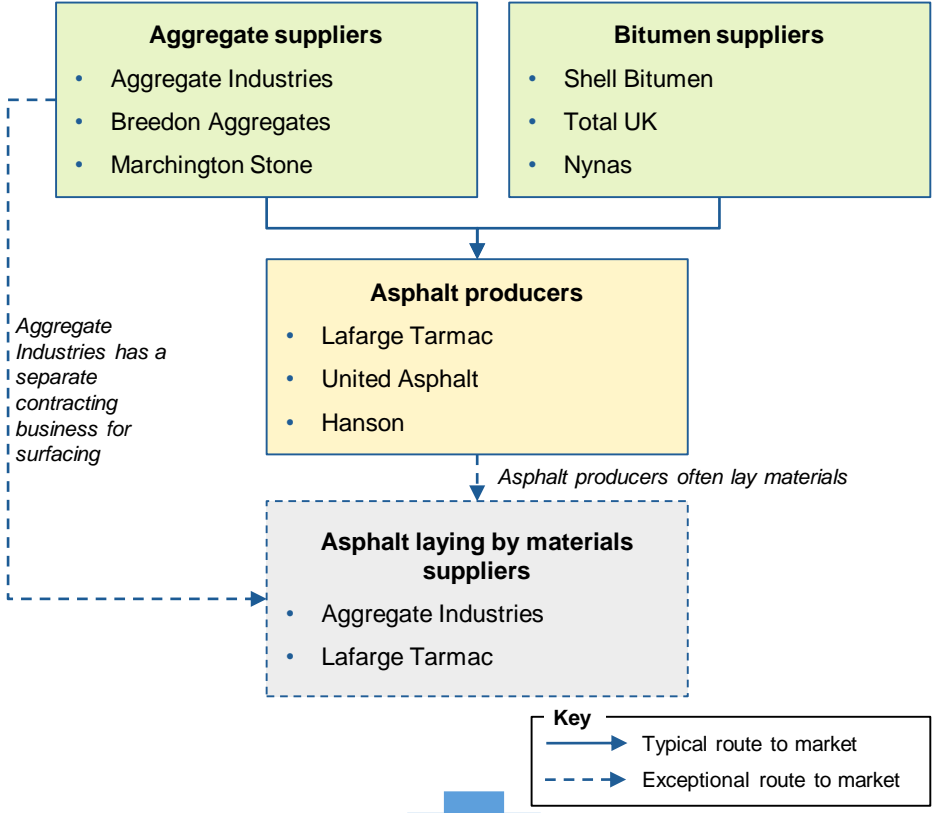 Aggregate suppliers
• Aggregate Industries
• Breedon Aggregates
• Marchington Stone
Bitumen suppliers
• Shell Bitumen
• Total UK
• Nynas
Asphalt producers
• Lafarge Tarmac
• United Asphalt
• Hanson
Aggregate
Industries has a
separate
contracting
business for
surfacing
Asphalt producers often lay materials
Asphalt laying by materials
suppliers
• Aggregate Industries
• Lafarge Tarmac
Key
Typical route to market
Exceptional route to market